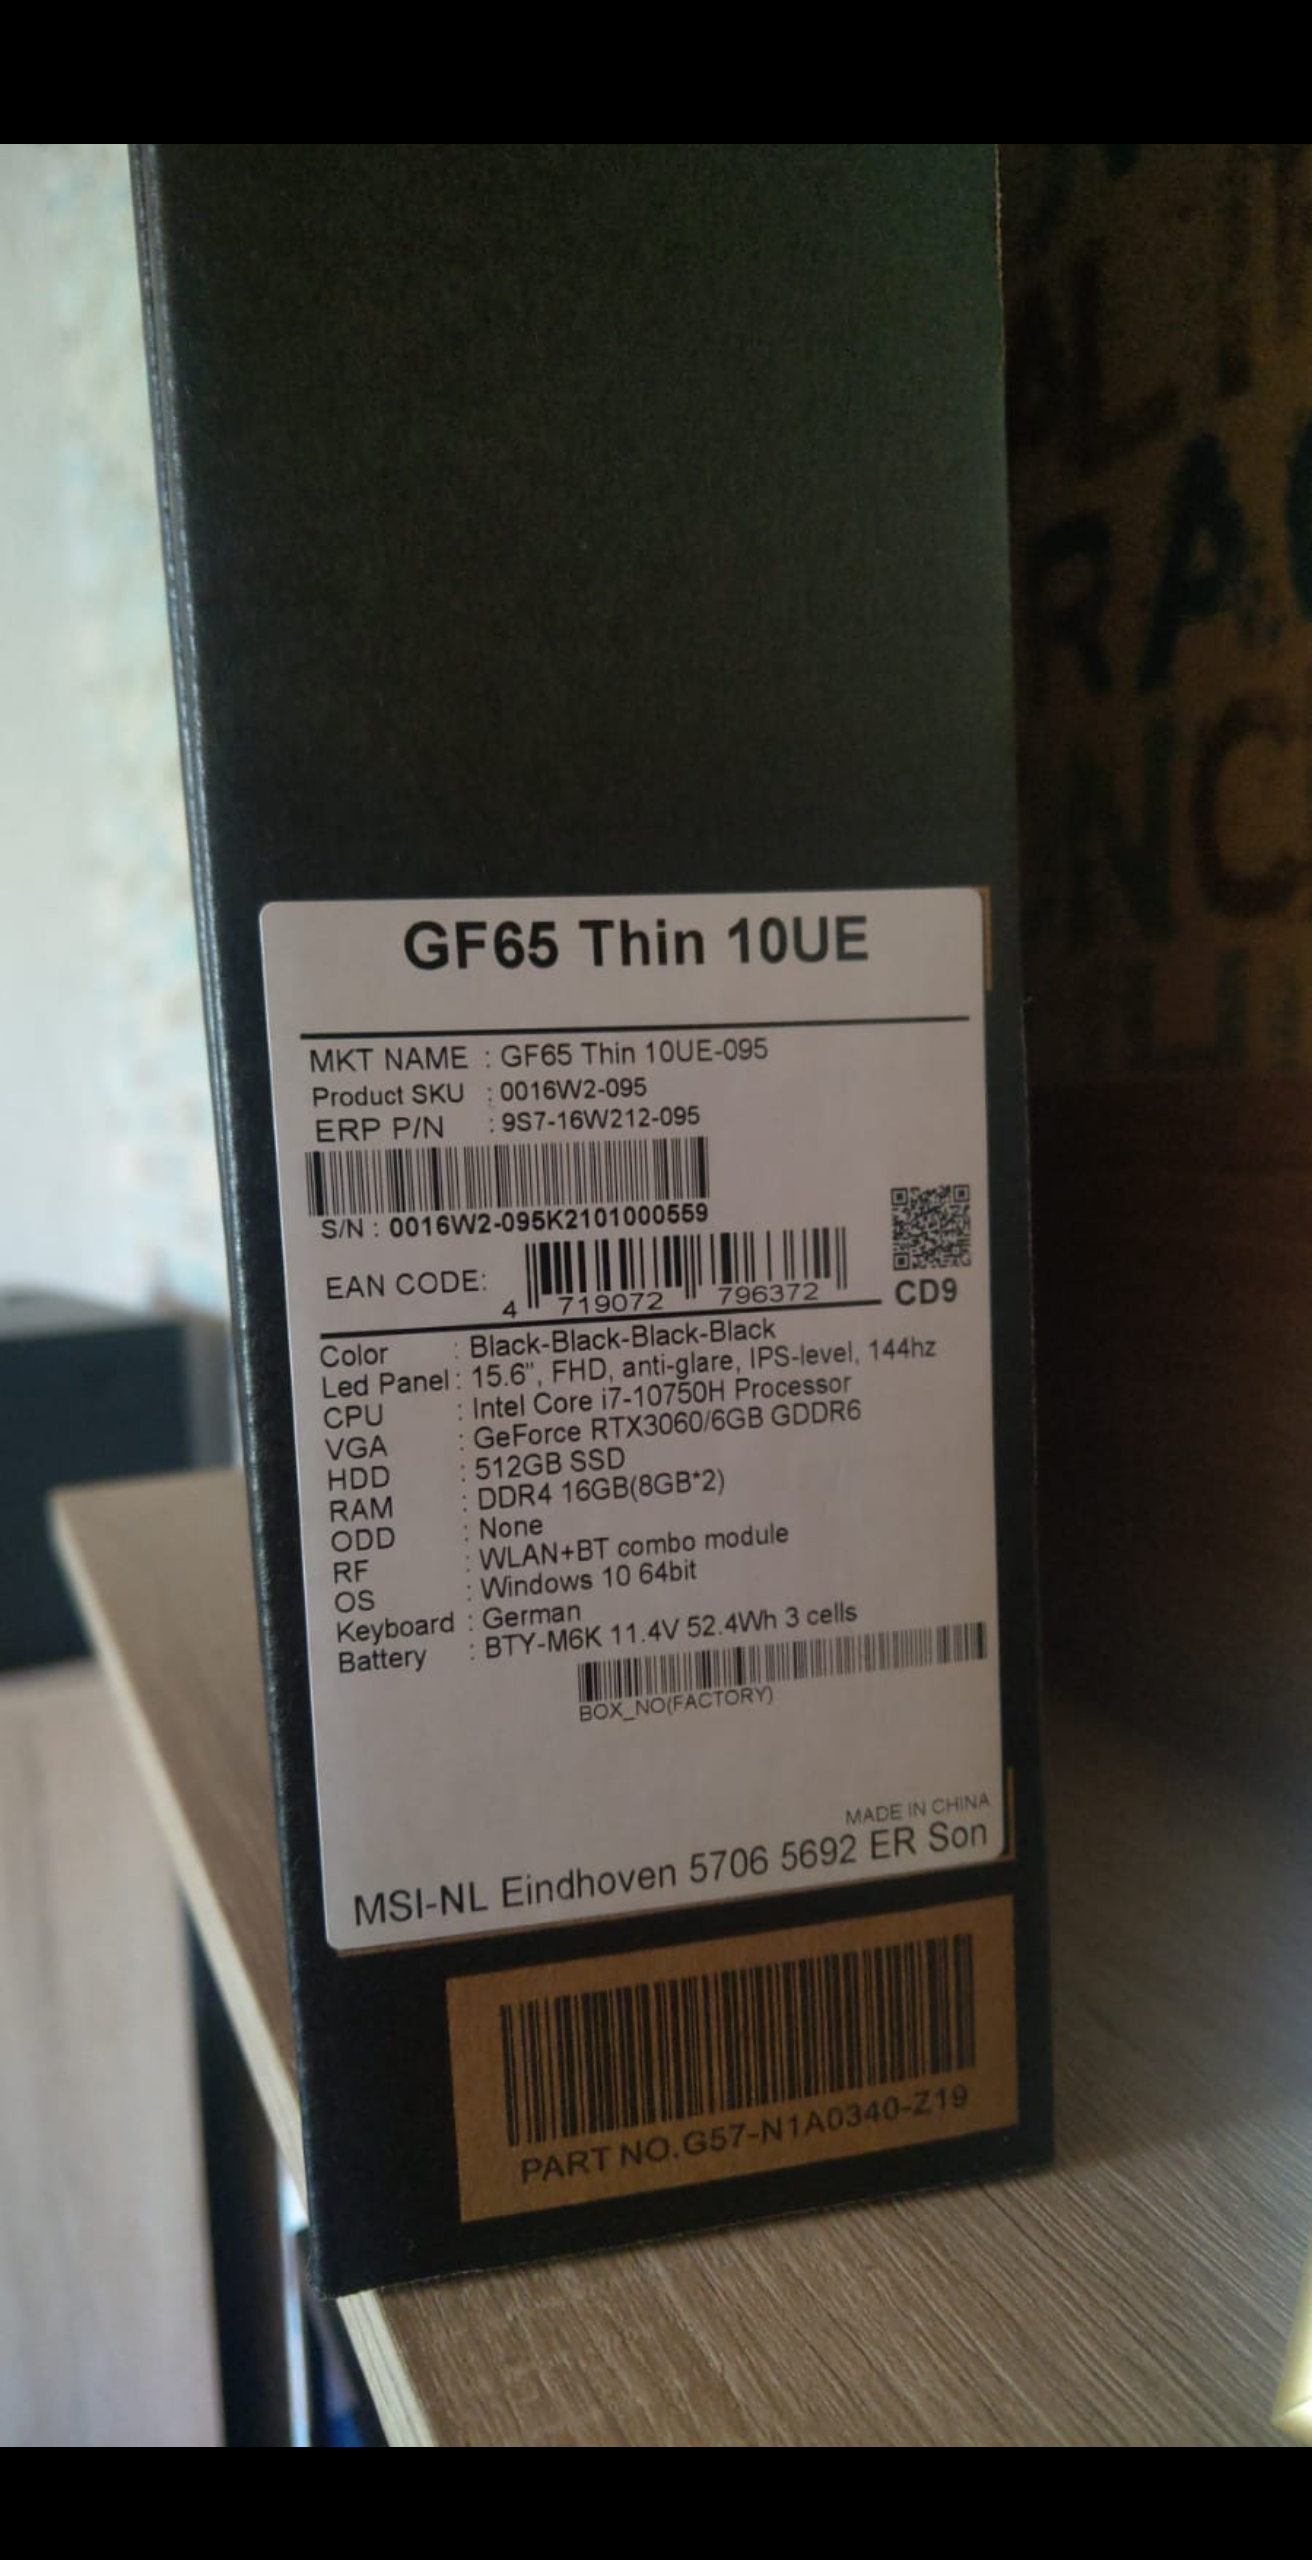 GF65 Thin 10UE
MKT NAME : GF65 Thin 10UE-095
Product SKU : 0016W2-095
ERP P/N : 9S7-16W212-095
S/N : 0016W2-095K2101000559
EAN CODE:
4 719072 796372
CD9
Color : Black-Black-Black-Black
Led Panel : 15.6", FHD, anti-glare, IPS-level, 144hz
CPU : Intel Core i7-10750H Processor
VGA : GeForce RTX3060/6GB GDDR6
HDD : 512GB SSD
RAM : DDR4 16GB(8GB*2)
ODD : None
RF : WLAN+BT combo module
OS : Windows 10 64bit
Keyboard : German
Battery : BTY-M6K 11.4V 52.4Wh 3 cells
BOX_NO(FACTORY)
MADE IN CHINA
MSI-NL Eindhoven 5706 5692 ER Son
PART NO.G57-N1A0340-Z19